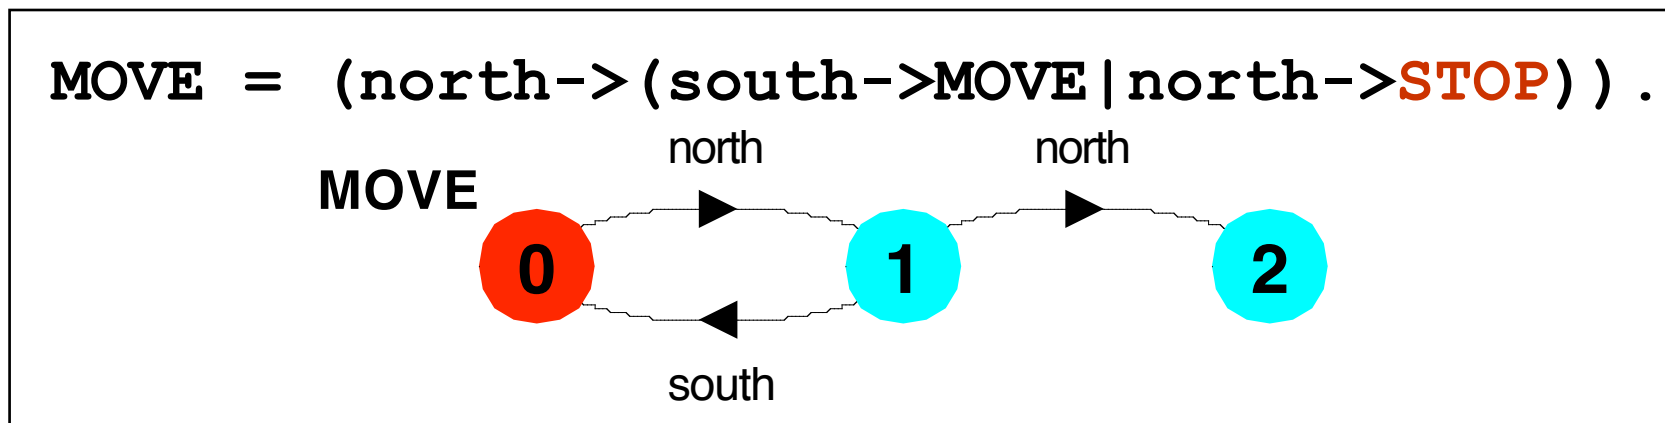 MOVE = (north->(south->MOVE|north->STOP)).
north north
MOVE
0 1 2
south